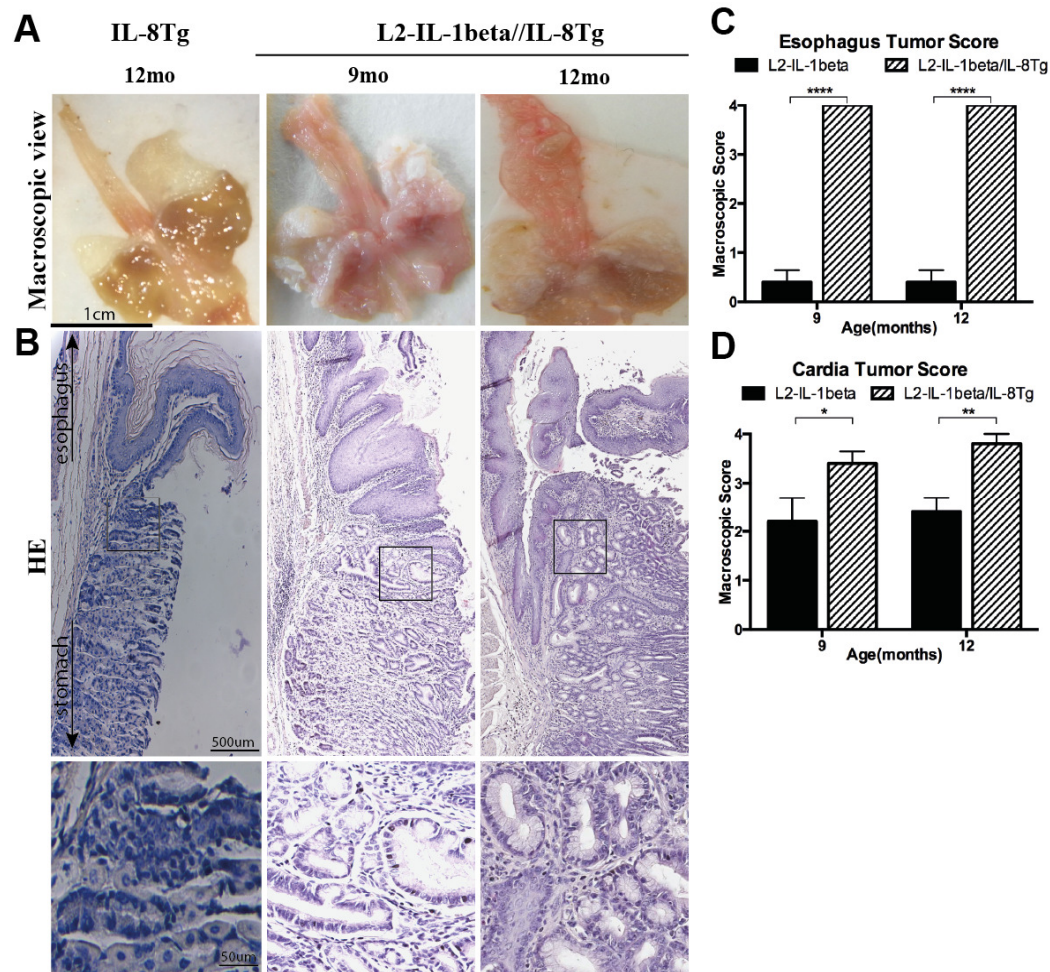 A
IL-8Tg
L2-IL-1beta//IL-8Tg
12mo
9mo
12mo
Macroscopic view
1cm
B
HE
esophagus
stomach
500um
50um
C
Esophagus Tumor Score
L2-IL-1beta
L2-IL-1beta/IL-8Tg
****
****
Macroscopic Score
4
3
2
1
0
9
12
Age(months)
D
Cardia Tumor Score
L2-IL-1beta
L2-IL-1beta/IL-8Tg
*
**
Macroscopic Score
4
3
2
1
0
9
12
Age(months)